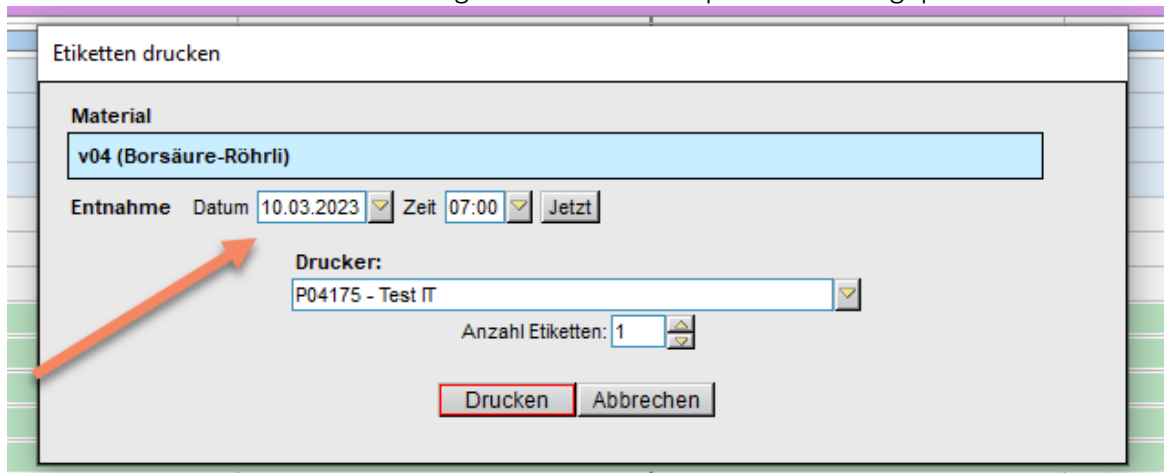 Etiketten drucken
Material
v04 (Borsäure-Röhrli)
Entnahme Datum 10.03.2023 Zeit 07:00 Jetzt
Drucker:
P04175 - Test IT
Anzahl Etiketten: 1
Drucken Abbrechen